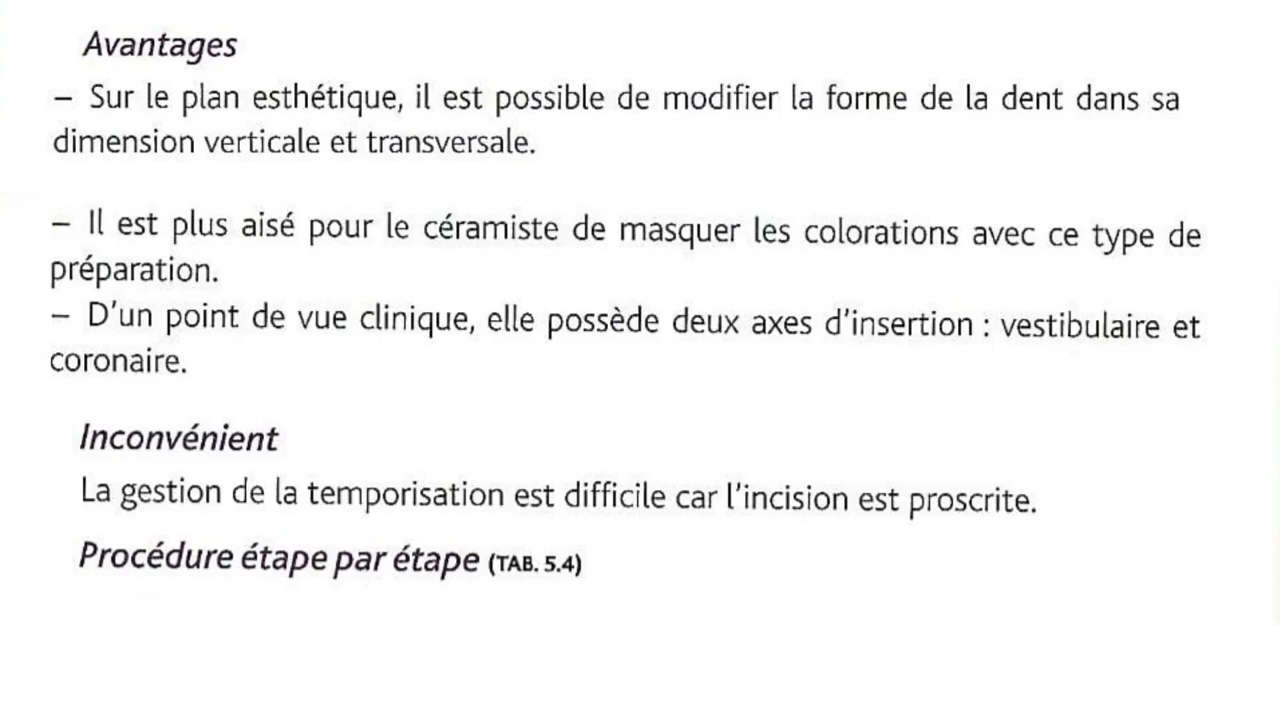 Avantages
– Sur le plan esthétique, il est possible de modifier la forme de la dent dans sa
dimension verticale et transversale.
– Il est plus aisé pour le céramiste de masquer les colorations avec ce type de
préparation.
– D'un point de vue clinique, elle possède deux axes d'insertion : vestibulaire et
coronaire.
Inconvénient
La gestion de la temporisation est difficile car l'incision est proscrite.
Procédure étape par étape (TAB. 5.4)